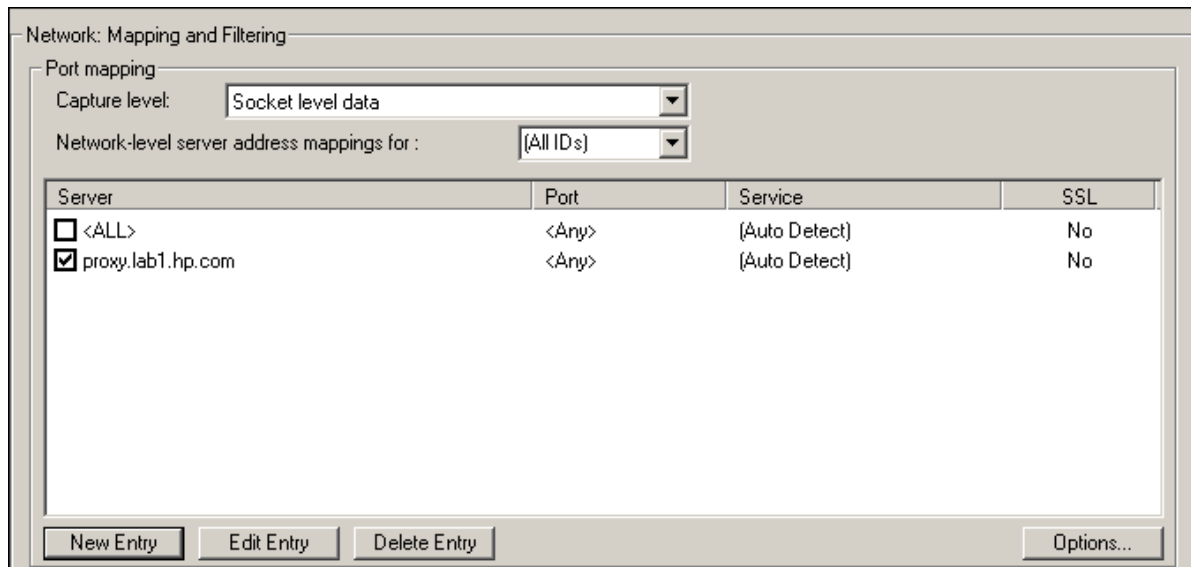 Network: Mapping and Filtering
Port mapping
Capture level: Socket level data
Network-level server address mappings for : (All IDs)
Server Port Service SSL
<ALL> <Any> (Auto Detect) No
proxy.lab1.hp.com <Any> (Auto Detect) No
New Entry Edit Entry Delete Entry Options...